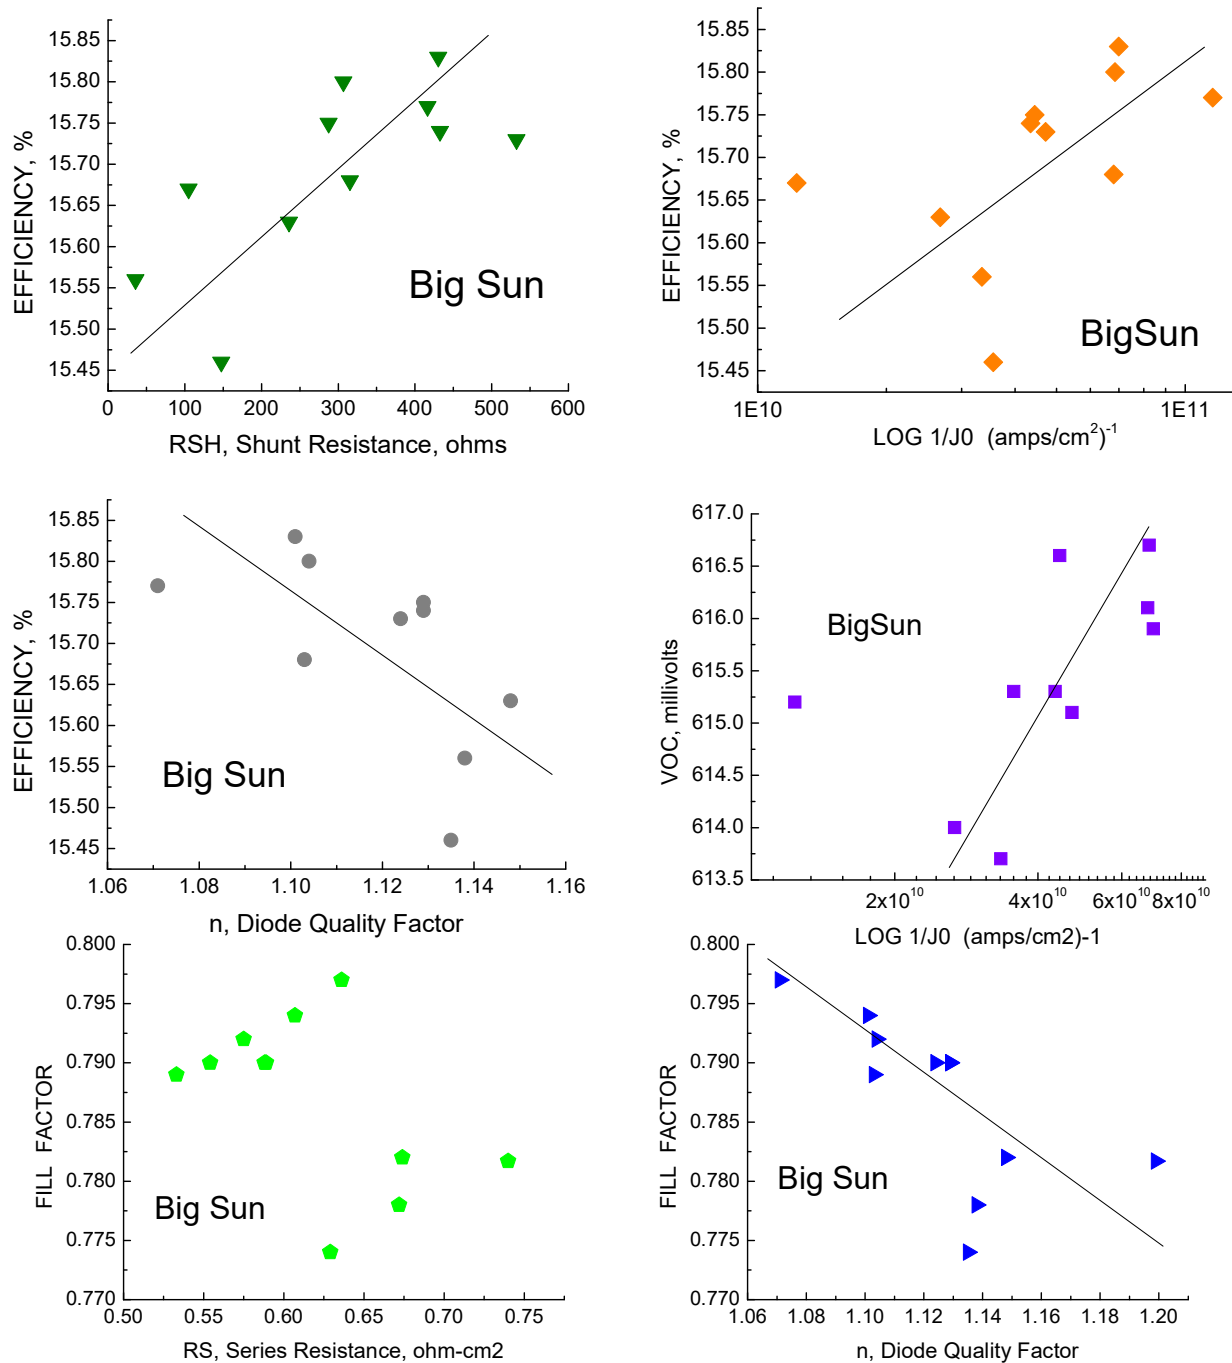 15.85
15.80
15.75
15.70
15.65
15.60
15.55
15.50
15.45
EFFICIENCY, %
Big Sun
0 100 200 300 400 500 600
RSH, Shunt Resistance, ohms
15.85
15.80
15.75
15.70
15.65
15.60
15.55
15.50
15.45
EFFICIENCY, %
BigSun
1E10 1E11
LOG 1/J0 (amps/cm²)⁻¹
15.85
15.80
15.75
15.70
15.65
15.60
15.55
15.50
15.45
EFFICIENCY, %
Big Sun
1.06 1.08 1.10 1.12 1.14 1.16
n, Diode Quality Factor
617.0
616.5
616.0
615.5
615.0
614.5
614.0
613.5
VOC, millivolts
BigSun
2x10¹⁰ 4x10¹⁰ 6x10¹⁰ 8x10¹⁰
LOG 1/J0 (amps/cm2)-1
0.800
0.795
0.790
0.785
0.780
0.775
0.770
FILL FACTOR
Big Sun
0.50 0.55 0.60 0.65 0.70 0.75
RS, Series Resistance, ohm-cm2
0.800
0.795
0.790
0.785
0.780
0.775
0.770
FILL FACTOR
Big Sun
1.06 1.08 1.10 1.12 1.14 1.16 1.18 1.20
n, Diode Quality Factor